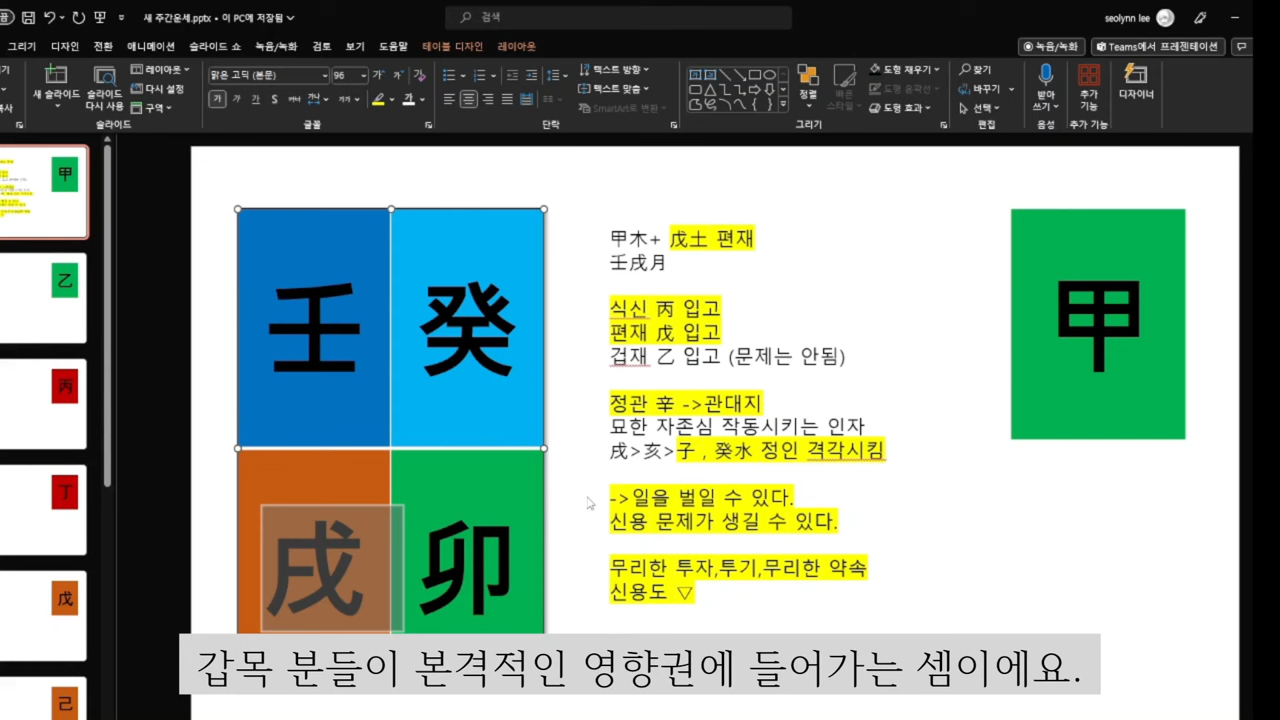 새 주간운세.pptx • 이 PC에 저장됨
검색
seolynn lee
그리기 디자인 전환 애니메이션 슬라이드 쇼 녹음/녹화 검토 보기 도움말 테이블 디자인 레이아웃
녹음/녹화 Teams에서 프레젠테이션
새 슬라이드
슬라이드 다시 사용
레이아웃
다시 설정
구역
슬라이드
맑은 고딕 (본문) 96
가 가 가
글꼴
텍스트 방향
텍스트 맞춤
SmartArt로 변환
단락
정렬
빠른 스타일
도형 채우기
도형 윤곽선
도형 효과
그리기
찾기
바꾸기
선택
편집
받아쓰기
음성
추가 기능
추가 기능
디자이너
甲
乙
丙
丁
戊
己
壬 癸
戌 卯
甲木+ 戊土 편재
壬戌月
식신 丙 입고
편재 戊 입고
겁재 乙 입고 (문제는 안됨)
정관 辛 ->관대지
묘한 자존심 작동시키는 인자
戌>亥>子 , 癸水 정인 격각시킴
->일을 벌일 수 있다.
신용 문제가 생길 수 있다.
무리한 투자,투기,무리한 약속
신용도 ▽
甲
갑목 분들이 본격적인 영향권에 들어가는 셈이에요.